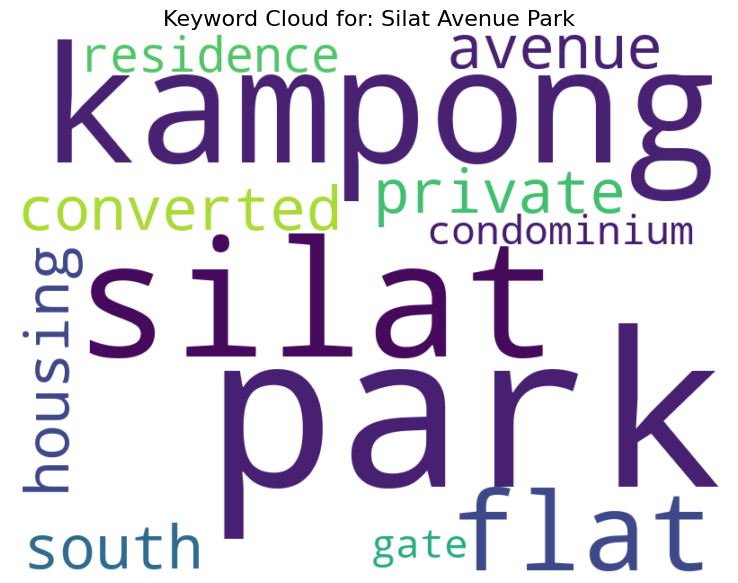 Keyword Cloud for: Silat Avenue Park
residence
avenue
kampong
converted
private
condominium
silat
housing
park
south
gate
flat